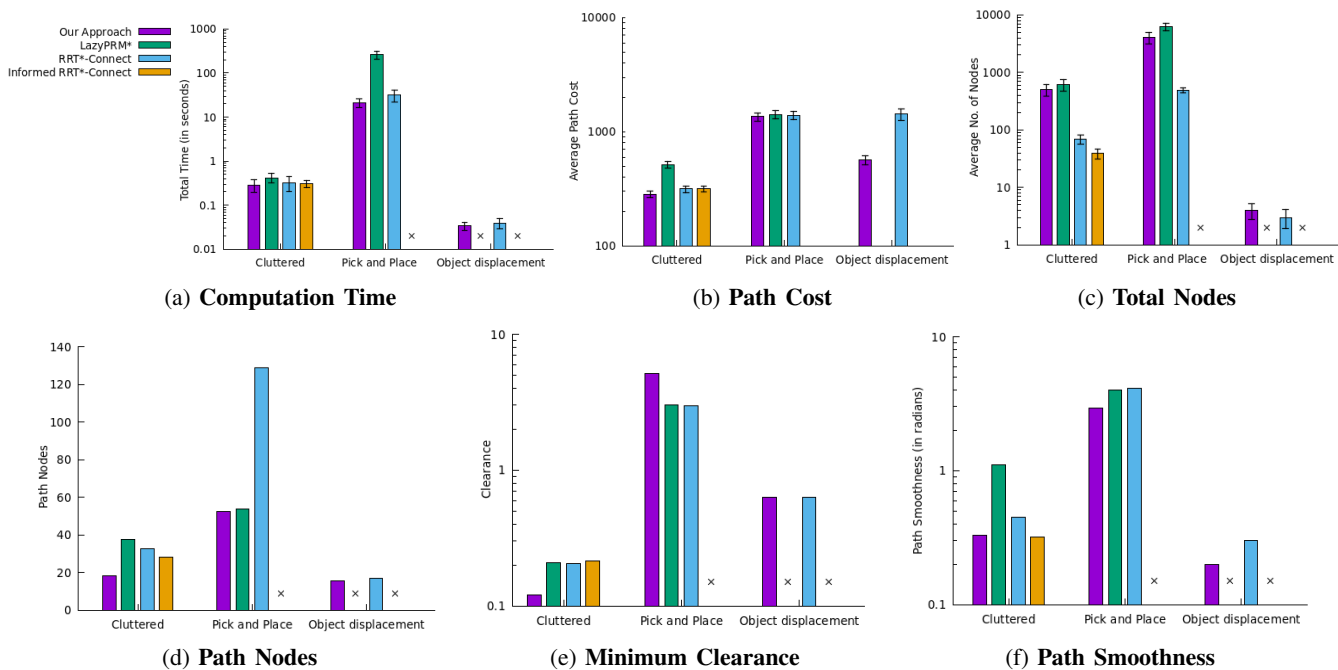 Our Approach
LazyPRM*
RRT*-Connect
Informed RRT*-Connect
Total Time (in seconds)
1000
100
10
1
0.1
0.01
× × ×
Cluttered Pick and Place Object displacement
(a) Computation Time
Average Path Cost
10000
1000
100
Cluttered Pick and Place Object displacement
(b) Path Cost
Average No. of Nodes
10000
1000
100
10
1
× × ×
Cluttered Pick and Place Object displacement
(c) Total Nodes
Path Nodes
140
120
100
80
60
40
20
0
× × ×
Cluttered Pick and Place Object displacement
(d) Path Nodes
Clearance
10
1
0.1
× × ×
Cluttered Pick and Place Object displacement
(e) Minimum Clearance
Path Smoothness (in radians)
10
1
0.1
× × ×
Cluttered Pick and Place Object displacement
(f) Path Smoothness